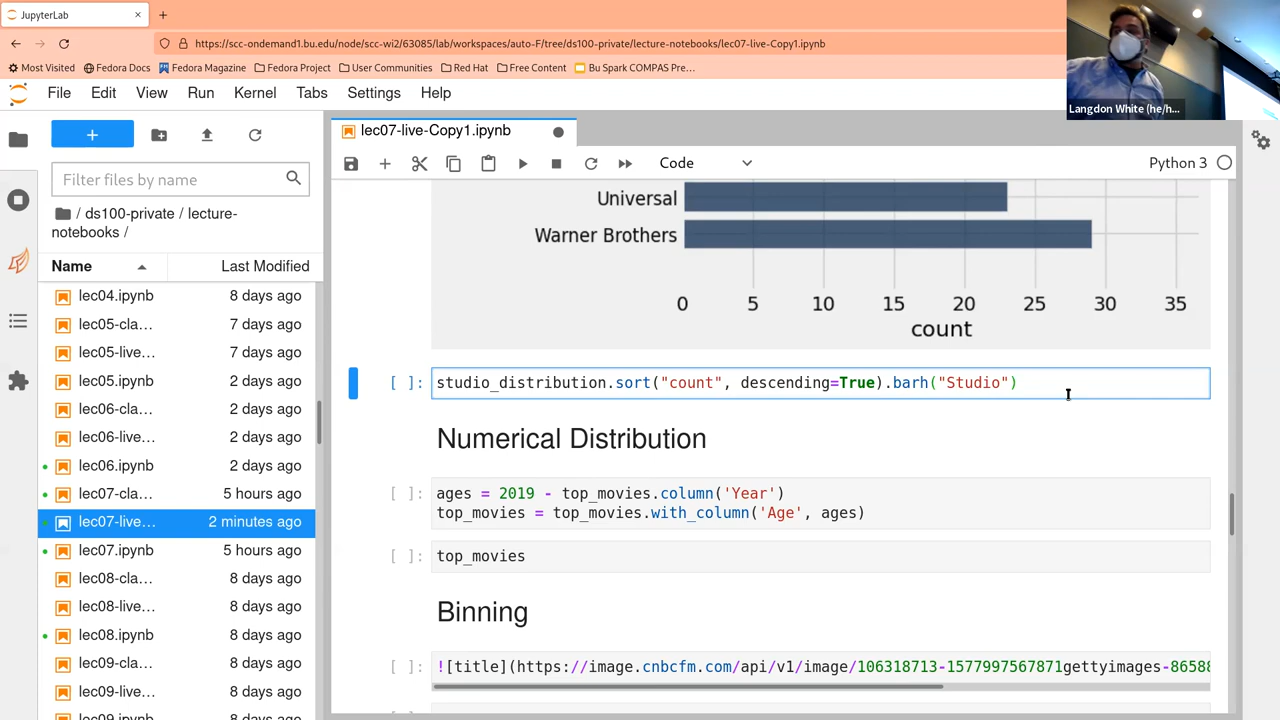 JupyterLab
https://scc-ondemand1.bu.edu/node/scc-wi2/63085/lab/workspaces/auto-F/tree/ds100-private/lecture-notebooks/lec07-live-Copy1.ipynb
Most Visited Fedora Docs Fedora Magazine Fedora Project User Communities Red Hat Free Content Bu Spark COMPAS Pre…
Langdon White (he/h...
File Edit View Run Kernel Tabs Settings Help
lec07-live-Copy1.ipynb
Code
Python 3
Filter files by name
/ ds100-private / lecture-
notebooks /
Name Last Modified
lec04.ipynb 8 days ago
lec05-cla… 7 days ago
lec05-live… 7 days ago
lec05.ipynb 2 days ago
lec06-cla… 2 days ago
lec06-live… 2 days ago
lec06.ipynb 2 days ago
lec07-cla… 5 hours ago
lec07-live… 2 minutes ago
lec07.ipynb 5 hours ago
lec08-cla… 8 days ago
lec08-live… 8 days ago
lec08.ipynb 8 days ago
lec09-cla… 8 days ago
lec09-live… 8 days ago
lec09.ipynb 8 days ago
Universal
Warner Brothers
0 5 10 15 20 25 30 35
count
[ ]: studio_distribution.sort("count", descending=True).barh("Studio")
Numerical Distribution
[ ]: ages = 2019 - top_movies.column('Year')
top_movies = top_movies.with_column('Age', ages)
[ ]: top_movies
Binning
[ ]: ![title](https://image.cnbcfm.com/api/v1/image/106318713-1577997567871gettyimages-86588